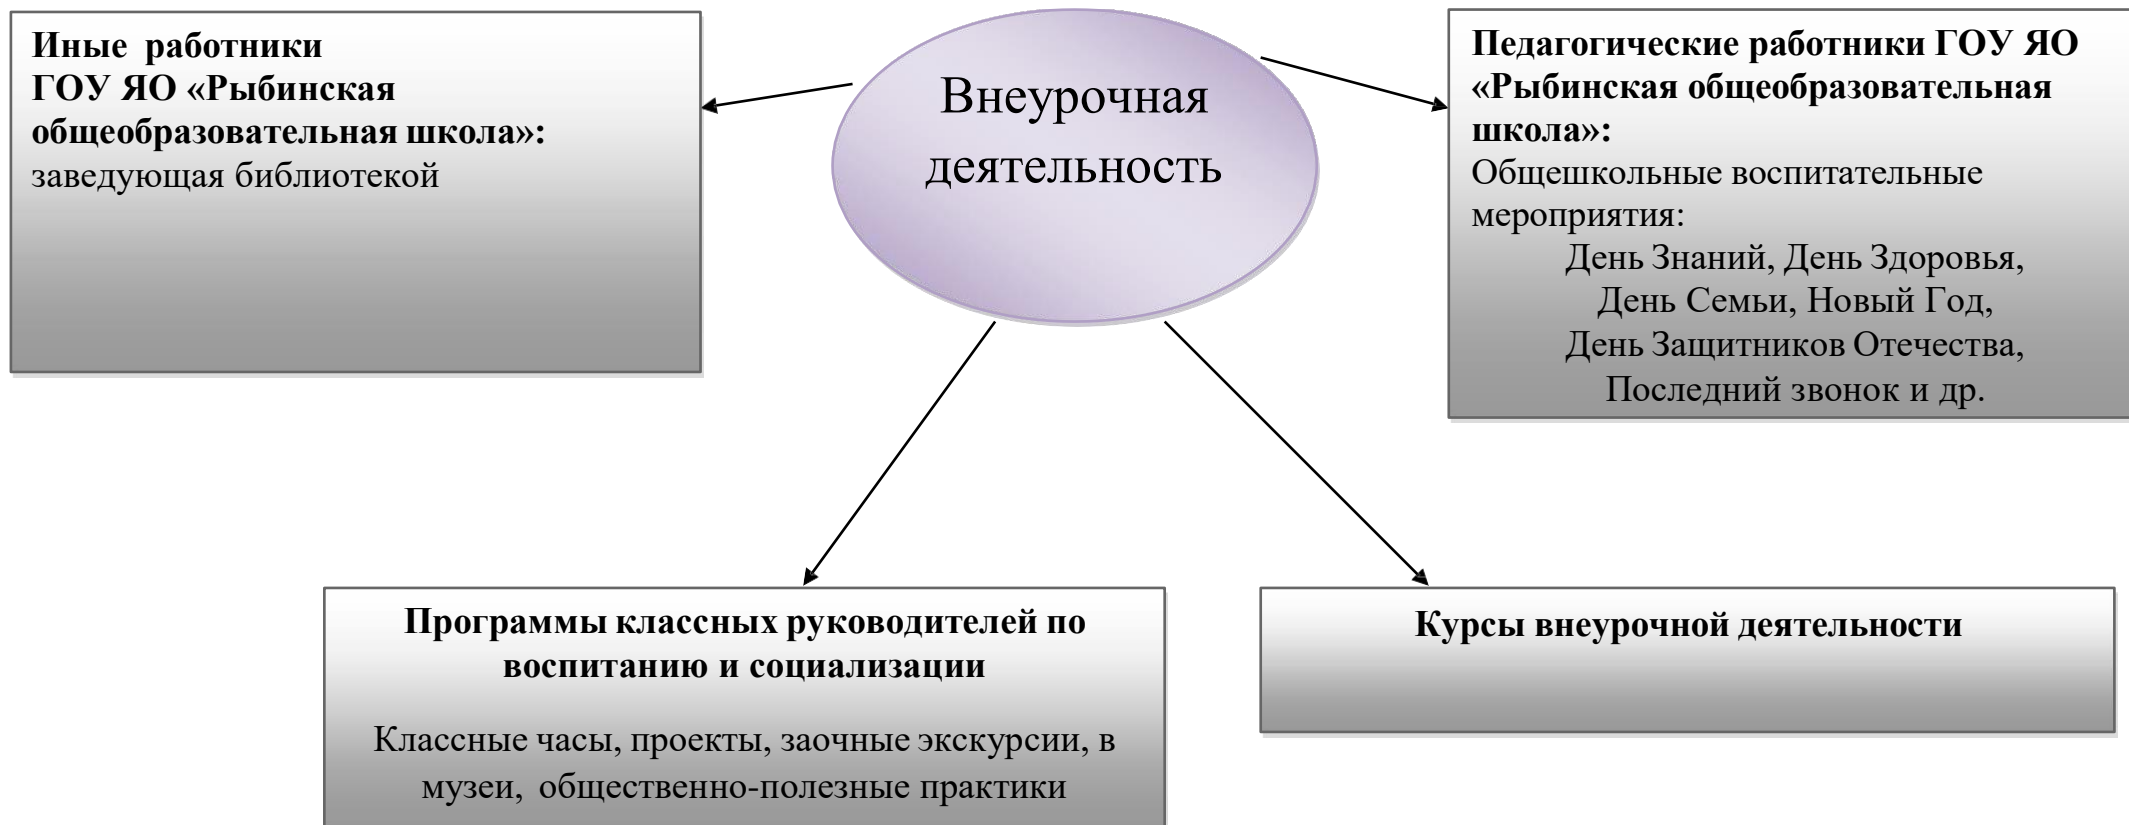 Иные работники
ГОУ ЯО «Рыбинская
общеобразовательная школа»:
заведующая библиотекой
Внеурочная
деятельность
Педагогические работники ГОУ ЯО
«Рыбинская общеобразовательная
школа»:
Общешкольные воспитательные
мероприятия:
День Знаний, День Здоровья,
День Семьи, Новый Год,
День Защитников Отечества,
Последний звонок и др.
Программы классных руководителей по
воспитанию и социализации
Классные часы, проекты, заочные экскурсии, в
музеи, общественно-полезные практики
Курсы внеурочной деятельности